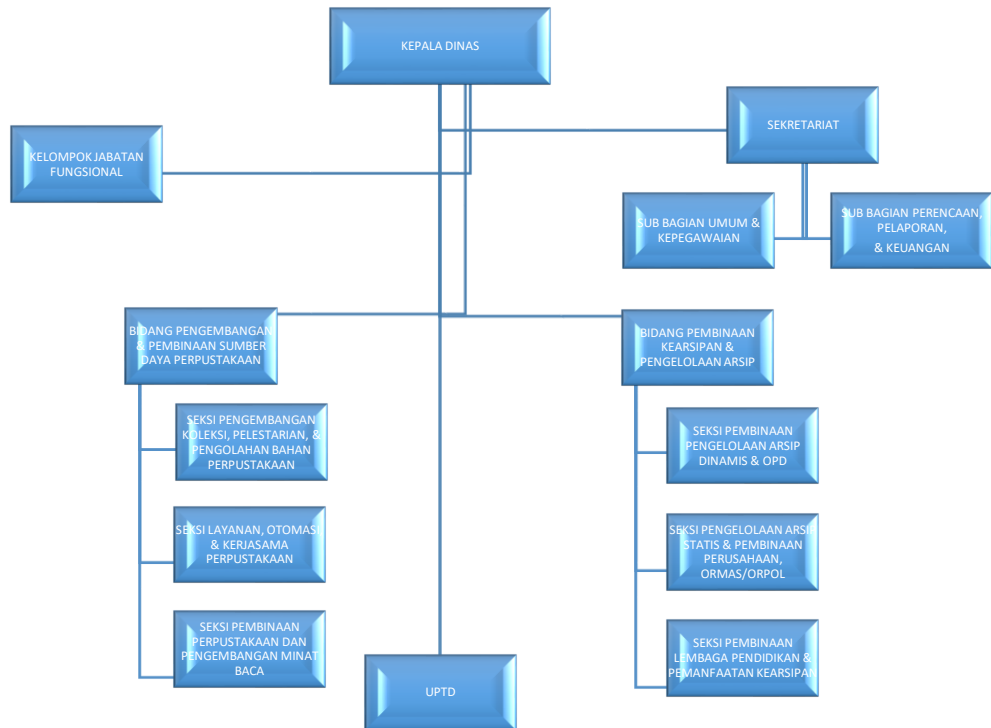 KEPALA DINAS
SEKRETARIAT
KELOMPOK JABATAN
FUNGSIONAL
SUB BAGIAN UMUM &
KEPEGAWAIAN
SUB BAGIAN PERENCAAN,
PELAPORAN,
& KEUANGAN
BIDANG PENGEMBANGAN
& PEMBINAAN SUMBER
DAYA PERPUSTAKAAN
SEKSI PENGEMBANGAN
KOLEKSI, PELESTARIAN, &
PENGOLAHAN BAHAN
PERPUSTAKAAN
SEKSI LAYANAN, OTOMASI
& KERJASAMA
PERPUSTAKAAN
SEKSI PEMBINAAN
PERPUSTAKAAN DAN
PENGEMBANGAN MINAT
BACA
BIDANG PEMBINAAN
KEARSIPAN &
PENGELOLAAN ARSIP
SEKSI PEMBINAAN
PENGELOLAAN ARSIP
DINAMIS & OPD
SEKSI PENGELOLAAN ARSIP
STATIS & PEMBINAAN
PERUSAHAAN,
ORMAS/ORPOL
SEKSI PEMBINAAN
LEMBAGA PENDIDIKAN &
PEMANFAATAN KEARSIPAN
UPTD